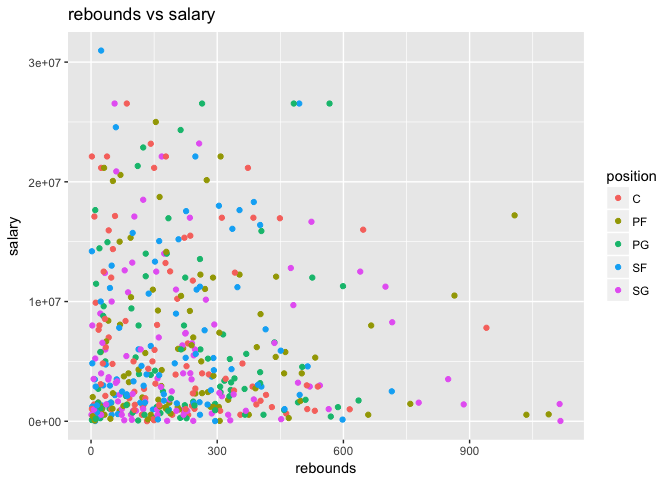 rebounds vs salary
3e+07
2e+07
1e+07
0e+00
salary
0
300
600
900
rebounds
position
C
PF
PG
SF
SG